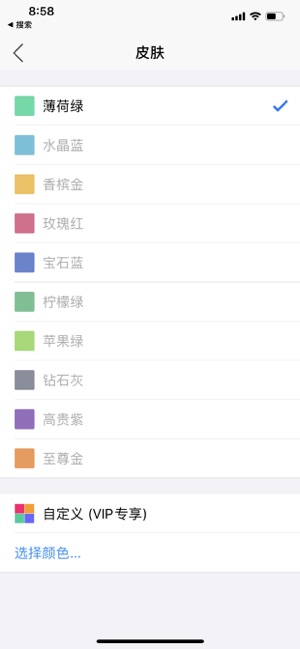 8:58
◀ 搜索
皮肤
薄荷绿
水晶蓝
香槟金
玫瑰红
宝石蓝
柠檬绿
苹果绿
钻石灰
高贵紫
至尊金
自定义 (VIP专享)
选择颜色...